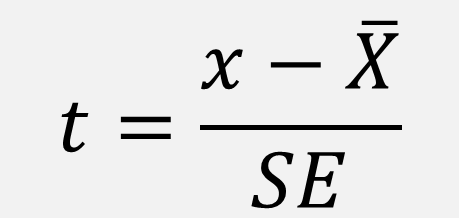 t = x − X̄
SE